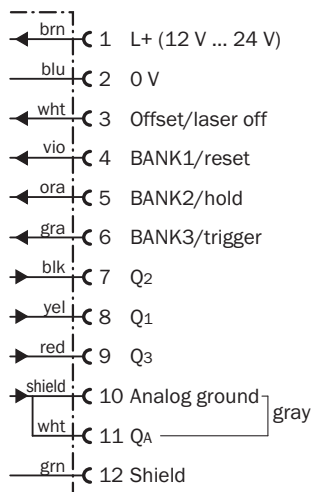 brn 1 L+ (12 V ... 24 V)
blu 2 0 V
wht 3 Offset/laser off
vio 4 BANK1/reset
ora 5 BANK2/hold
gra 6 BANK3/trigger
blk 7 Q2
yel 8 Q1
red 9 Q3
shield 10 Analog ground
gray
wht 11 QA
grn 12 Shield